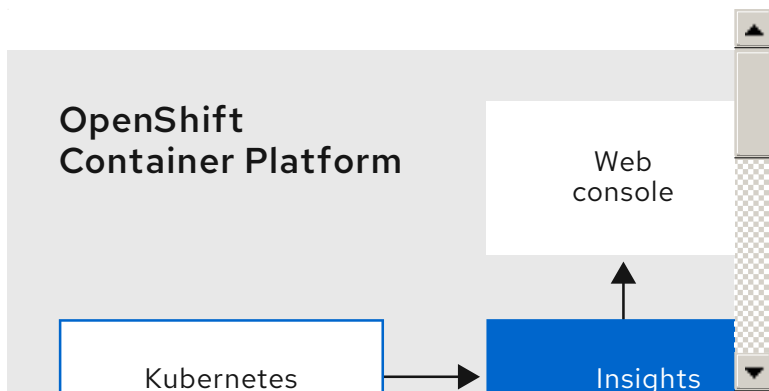 OpenShift
Container Platform
Web
console
Kubernetes
Insights